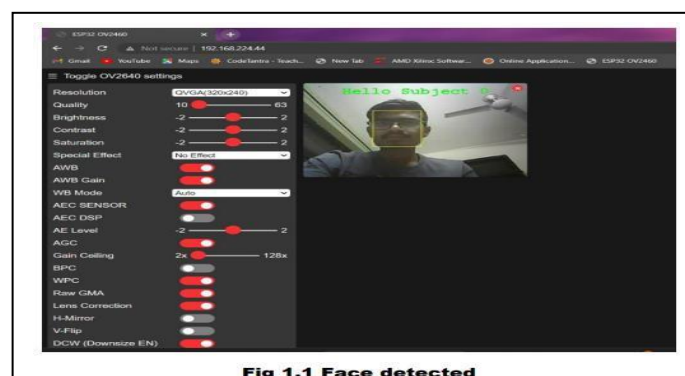 ESP32 OV2460
Not secure | 192.168.224.44
Gmail YouTube Maps CodeTantra - Teach... New Tab AMD Xilinx Softwar... Online Application... ESP32 OV2460
Toggle OV2640 settings
Resolution QVGA(320x240)
Quality 10 63
Brightness -2 2
Contrast -2 2
Saturation -2 2
Special Effect No Effect
AWB
AWB Gain
WB Mode Auto
AEC SENSOR
AEC DSP
AE Level -2 2
AGC
Gain Ceiling 2x 128x
BPC
WPC
Raw GMA
Lens Correction
H-Mirror
V-Flip
DCW (Downsize EN)
Hello Subject
Fig 1.1 Face detected